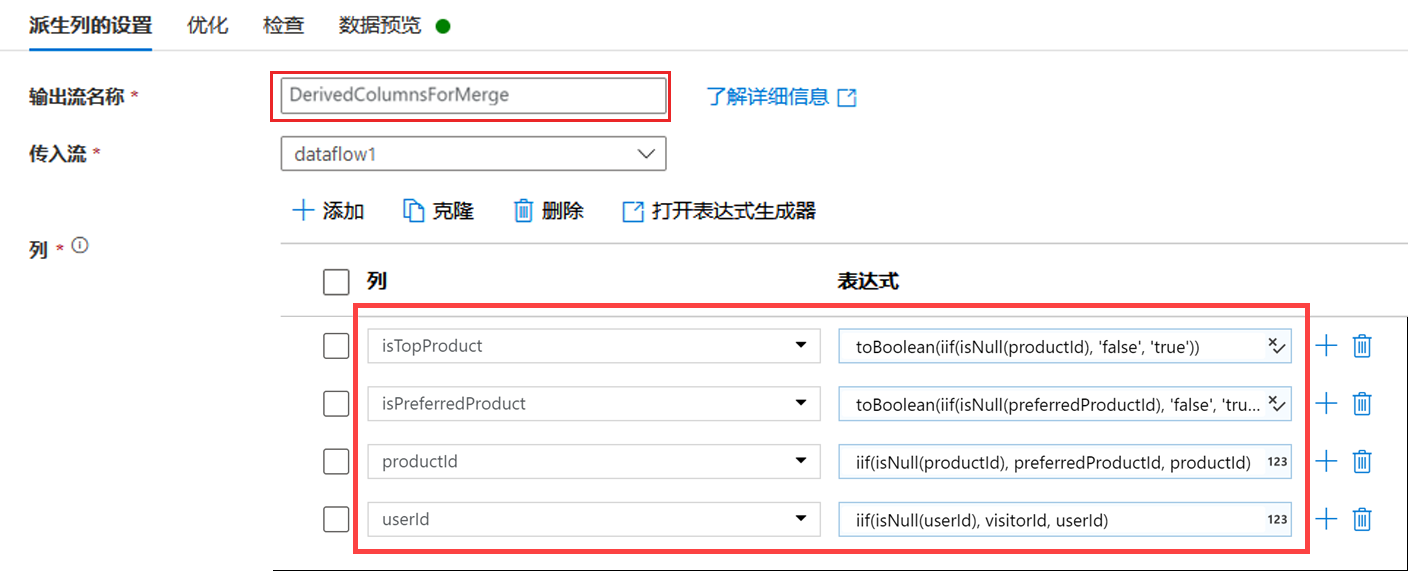 派生列的设置 优化 检查 数据预览
输出流名称 * DerivedColumnsForMerge 了解详细信息
传入流 * dataflow1
添加 克隆 删除 打开表达式生成器
列 *
列 表达式
isTopProduct toBoolean(iif(isNull(productId), 'false', 'true'))
isPreferredProduct toBoolean(iif(isNull(preferredProductId), 'false', 'tru...
productId iif(isNull(productId), preferredProductId, productId) 123
userId iif(isNull(userId), visitorId, userId) 123